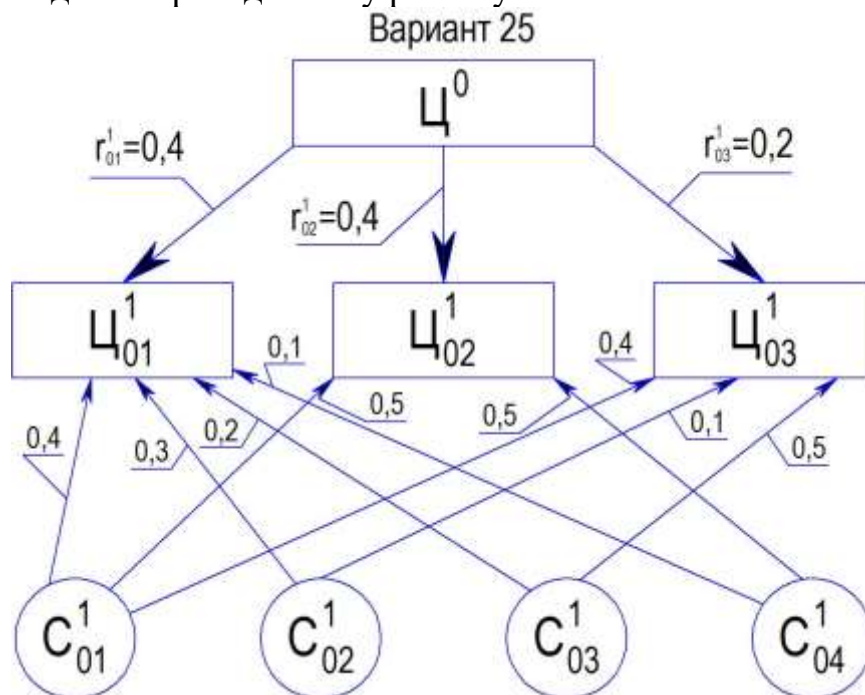 Вариант 25
Ц⁰
r¹₀₁=0,4
r¹₀₃=0,2
r¹₀₂=0,4
Ц¹₀₁
Ц¹₀₂
Ц¹₀₃
0,1
0,4
0,5
0,5
0,4
0,3
0,2
0,1
0,5
С¹₀₁
С¹₀₂
С¹₀₃
С¹₀₄